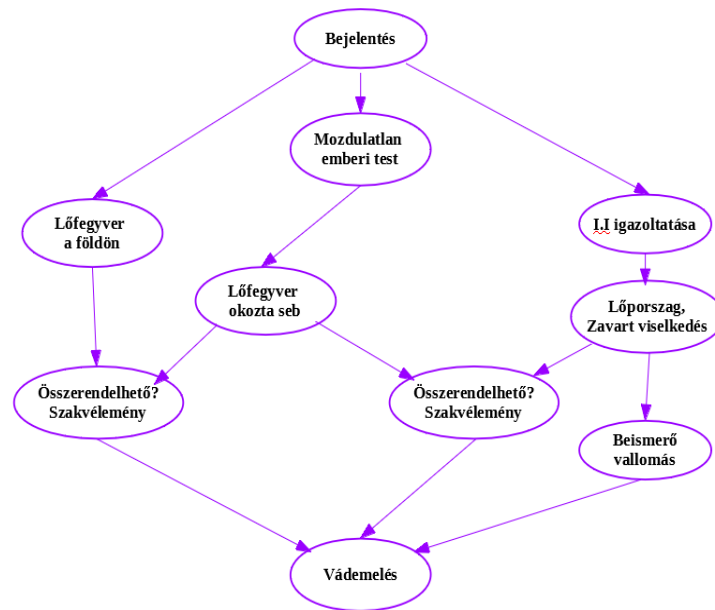 Bejelentés
Mozdulatlan
emberi test
Lőfegyver
a földön
I.I igazoltatása
Lőfegyver
okozta seb
Lőporszag,
Zavart viselkedés
Összerendelhető?
Szakvélemény
Összerendelhető?
Szakvélemény
Beismerő
vallomás
Vádemelés